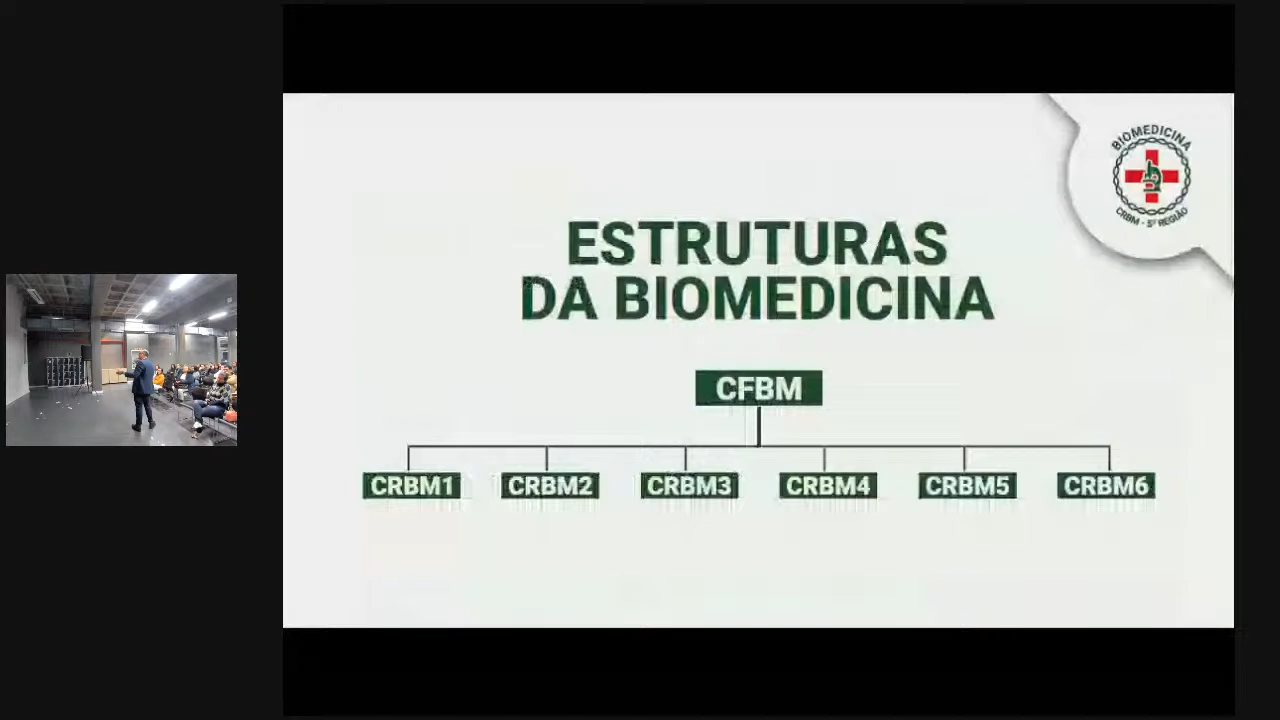 BIOMEDICINA
CRBM - 5ª REGIÃO
ESTRUTURAS
DA BIOMEDICINA
CFBM
CRBM1 CRBM2 CRBM3 CRBM4 CRBM5 CRBM6